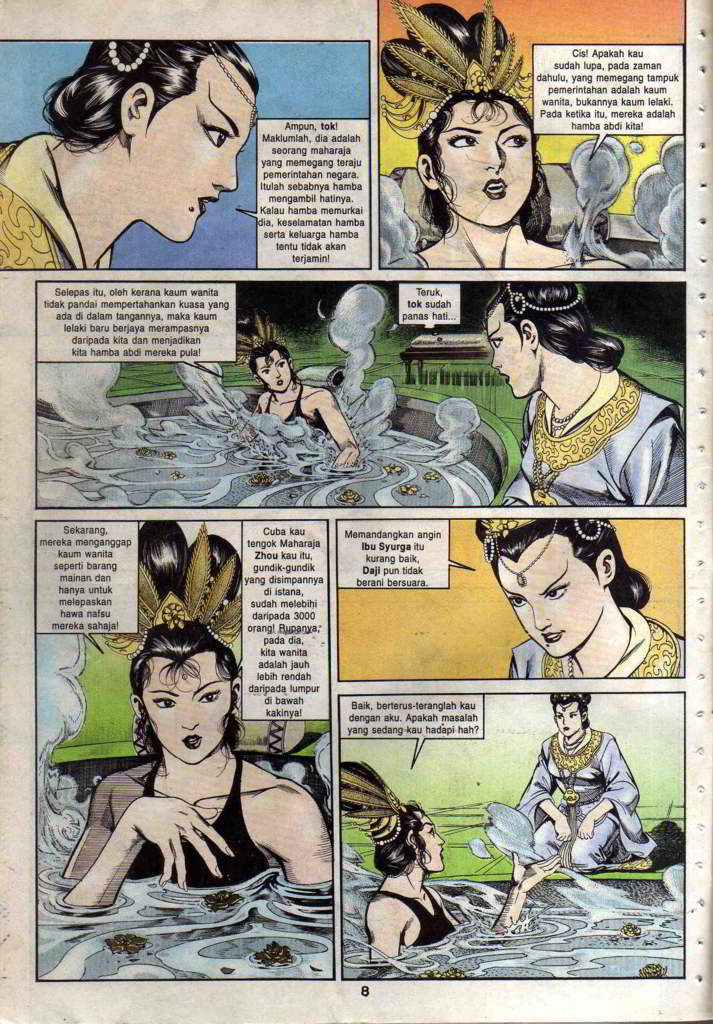 Ampun, tok!
Maklumlah, dia adalah
seorang maharaja
yang memegang teraju
pemerintahan negara.
Itulah sebabnya hamba
mengambil hatinya.
Kalau hamba memurkai
dia, keselamatan hamba
serta keluarga hamba
tentu tidak akan
terjamin!
Cis! Apakah kau
sudah lupa, pada zaman
dahulu, yang memegang tampuk
pemerintahan adalah kaum
wanita, bukannya kaum lelaki.
Pada ketika itu, mereka adalah
hamba abdi kita!
Selepas itu, oleh kerana kaum wanita
tidak pandai mempertahankan kuasa yang
ada di dalam tangannya, maka kaum
lelaki baru berjaya merampasnya
daripada kita dan menjadikan
kita hamba abdi mereka pula!
Teruk,
tok sudah
panas hati...
Sekarang,
mereka menganggap
kaum wanita
seperti barang
mainan dan
hanya untuk
melepaskan
hawa nafsu
mereka sahaja!
Cuba kau
tengok Maharaja
Zhou kau itu,
gundik-gundik
yang disimpannya
di istana,
sudah melebihi
daripada 3000
orang! Rupanya,
pada dia,
kita wanita
adalah jauh
lebih rendah
daripada lumpur
di bawah
kakinya!
Memandangkan angin
Ibu Syurga itu
kurang baik,
Daji pun tidak
berani bersuara.
Baik, berterus-teranglah kau
dengan aku. Apakah masalah
yang sedang kau hadapi hah?
8